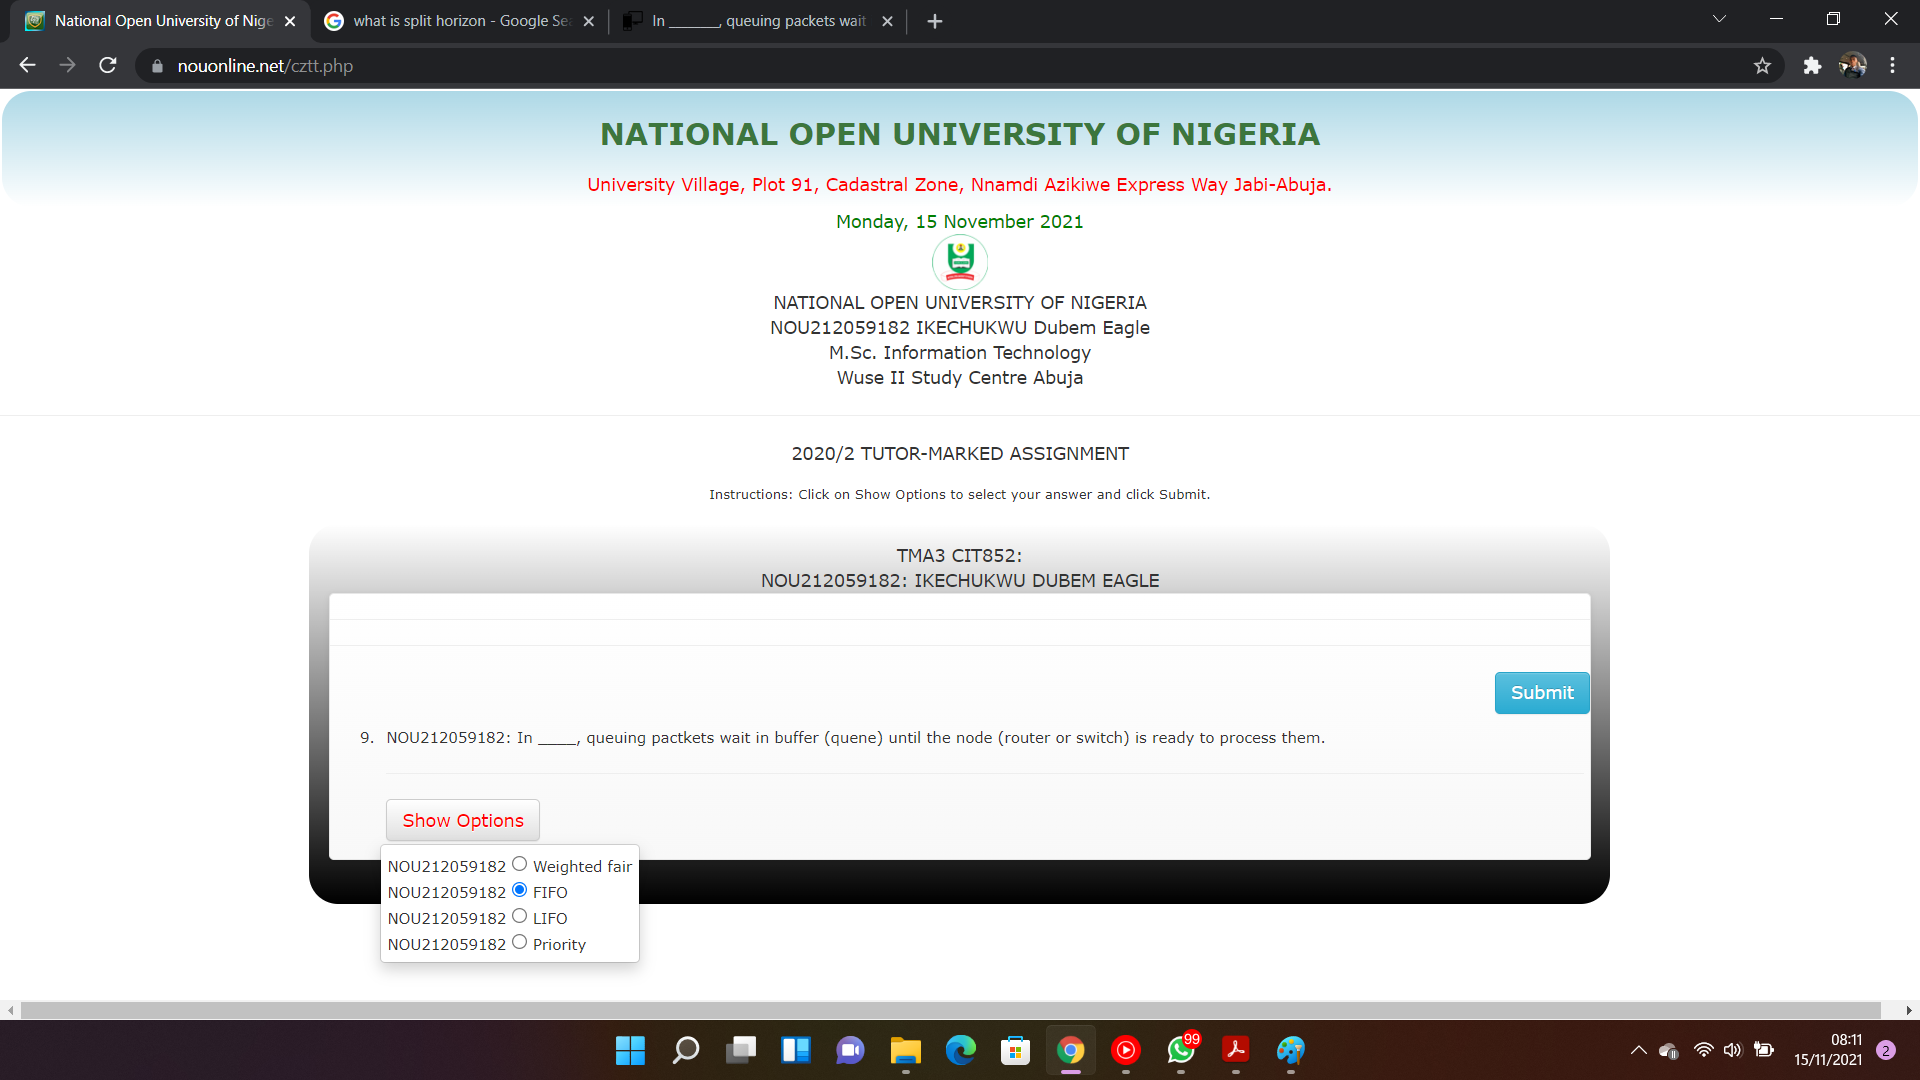 National Open University of Nige
what is split horizon - Google Se
In ______, queuing packets wait
nouonline.net/cztt.php
NATIONAL OPEN UNIVERSITY OF NIGERIA
University Village, Plot 91, Cadastral Zone, Nnamdi Azikiwe Express Way Jabi-Abuja.
Monday, 15 November 2021
NATIONAL OPEN UNIVERSITY OF NIGERIA
NOU212059182 IKECHUKWU Dubem Eagle
M.Sc. Information Technology
Wuse II Study Centre Abuja
2020/2 TUTOR-MARKED ASSIGNMENT
Instructions: Click on Show Options to select your answer and click Submit.
TMA3 CIT852:
NOU212059182: IKECHUKWU DUBEM EAGLE
Submit
9. NOU212059182: In ____, queuing pactkets wait in buffer (quene) until the node (router or switch) is ready to process them.
Show Options
NOU212059182 Weighted fair
NOU212059182 FIFO
NOU212059182 LIFO
NOU212059182 Priority
99
08:11
15/11/2021
2